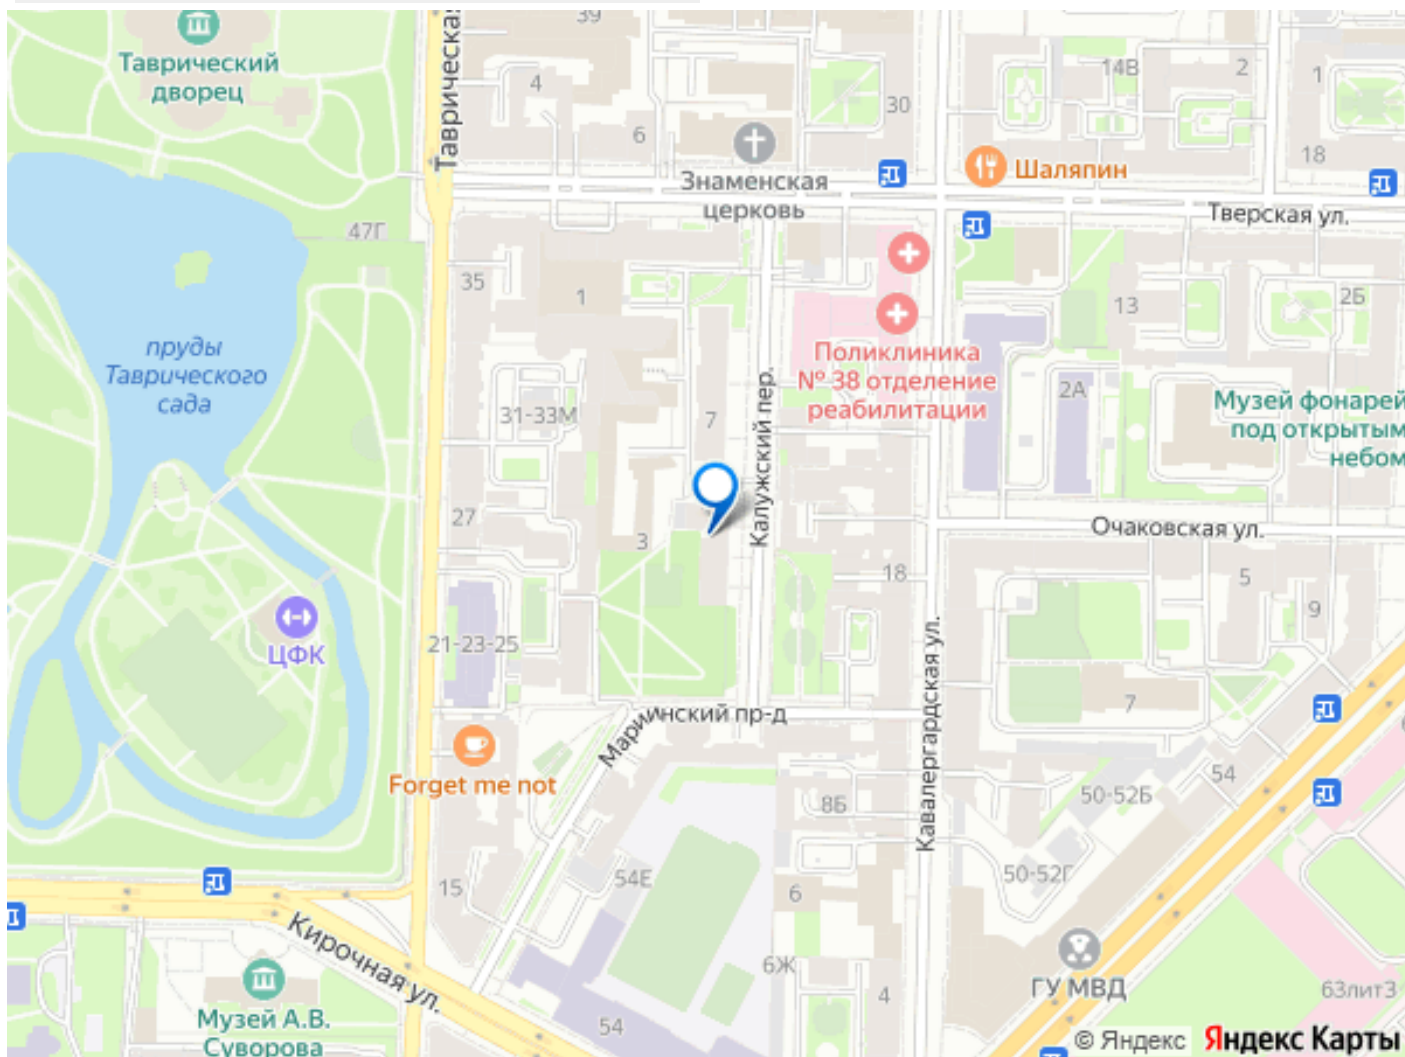 39
Таврический
дворец
Таврическая
4
14В
2
1
30
6
18
Шаляпин
Знаменская
церковь
Тверская ул.
47Г
35
1
13
2Б
пруды
Таврического
сада
Поликлиника
№ 38 отделение
реабилитации
2А
Музей фонарей
под открытым
небом
31-33М
7
Калужский пер.
27
3
Очаковская ул.
18
5
9
ЦФК
21-23-25
Кавалергардская ул.
7
Мариинский пр-д
Forget me not
54
50-52Б
8Б
50-52Г
54Е
15
6
Кирочная ул.
6Ж
ГУ МВД
63лит3
4
Музей А.В.
Суворова
54
© Яндекс Яндекс Карты